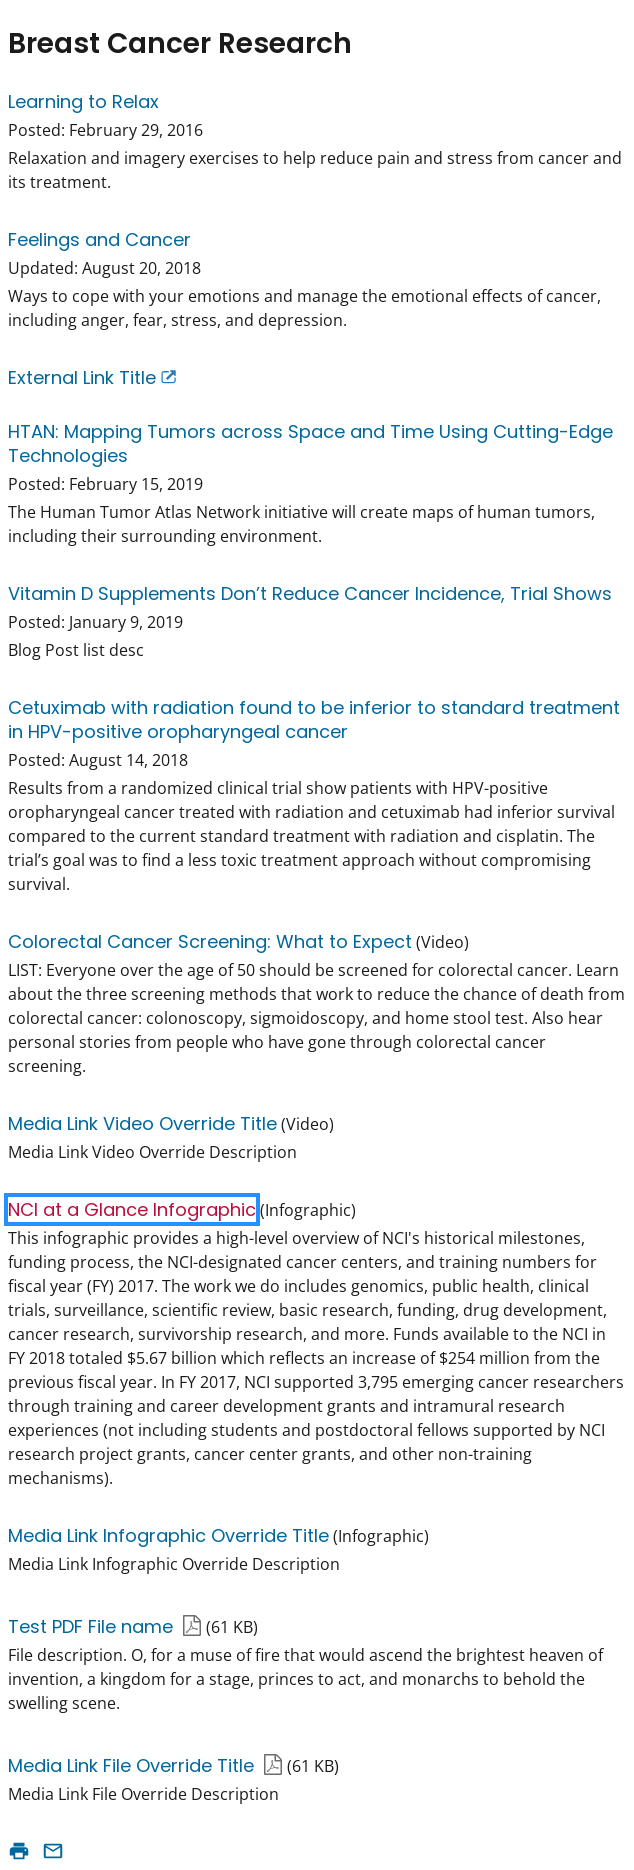 Breast Cancer Research
Learning to Relax
Posted: February 29, 2016
Relaxation and imagery exercises to help reduce pain and stress from cancer and
its treatment.
Feelings and Cancer
Updated: August 20, 2018
Ways to cope with your emotions and manage the emotional effects of cancer,
including anger, fear, stress, and depression.
External Link Title
HTAN: Mapping Tumors across Space and Time Using Cutting-Edge
Technologies
Posted: February 15, 2019
The Human Tumor Atlas Network initiative will create maps of human tumors,
including their surrounding environment.
Vitamin D Supplements Don’t Reduce Cancer Incidence, Trial Shows
Posted: January 9, 2019
Blog Post list desc
Cetuximab with radiation found to be inferior to standard treatment
in HPV-positive oropharyngeal cancer
Posted: August 14, 2018
Results from a randomized clinical trial show patients with HPV-positive
oropharyngeal cancer treated with radiation and cetuximab had inferior survival
compared to the current standard treatment with radiation and cisplatin. The
trial’s goal was to find a less toxic treatment approach without compromising
survival.
Colorectal Cancer Screening: What to Expect (Video)
LIST: Everyone over the age of 50 should be screened for colorectal cancer. Learn
about the three screening methods that work to reduce the chance of death from
colorectal cancer: colonoscopy, sigmoidoscopy, and home stool test. Also hear
personal stories from people who have gone through colorectal cancer
screening.
Media Link Video Override Title (Video)
Media Link Video Override Description
NCI at a Glance Infographic (Infographic)
This infographic provides a high-level overview of NCI's historical milestones,
funding process, the NCI-designated cancer centers, and training numbers for
fiscal year (FY) 2017. The work we do includes genomics, public health, clinical
trials, surveillance, scientific review, basic research, funding, drug development,
cancer research, survivorship research, and more. Funds available to the NCI in
FY 2018 totaled $5.67 billion which reflects an increase of $254 million from the
previous fiscal year. In FY 2017, NCI supported 3,795 emerging cancer researchers
through training and career development grants and intramural research
experiences (not including students and postdoctoral fellows supported by NCI
research project grants, cancer center grants, and other non-training
mechanisms).
Media Link Infographic Override Title (Infographic)
Media Link Infographic Override Description
Test PDF File name (61 KB)
File description. O, for a muse of fire that would ascend the brightest heaven of
invention, a kingdom for a stage, princes to act, and monarchs to behold the
swelling scene.
Media Link File Override Title (61 KB)
Media Link File Override Description